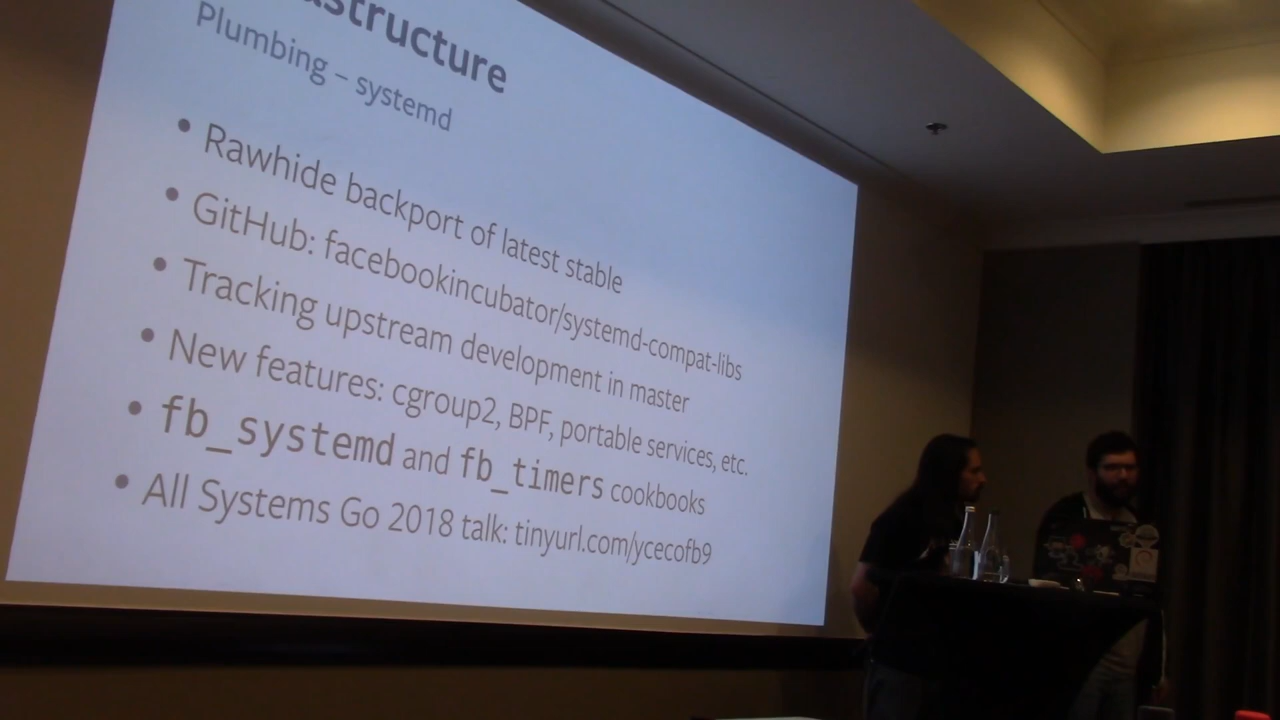 Plumbing – systemd
• Rawhide backport of latest stable
• GitHub: facebookincubator/systemd-compat-libs
• Tracking upstream development in master
• New features: cgroup2, BPF, portable services, etc.
• fb_systemd and fb_timers cookbooks
• All Systems Go 2018 talk: tinyurl.com/ycecofb9